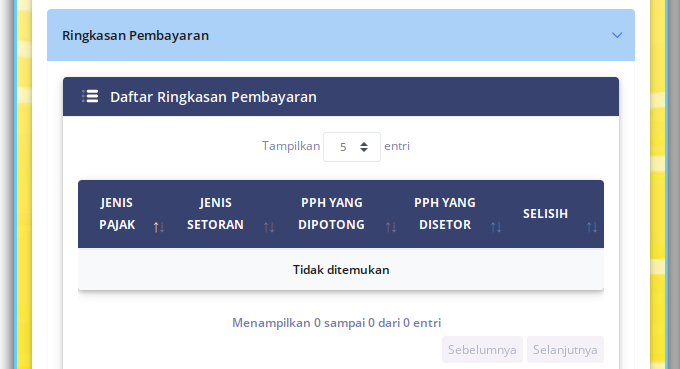 Ringkasan Pembayaran
Daftar Ringkasan Pembayaran
Tampilkan 5 entri
JENIS PAJAK
JENIS SETORAN
PPH YANG DIPOTONG
PPH YANG DISETOR
SELISIH
Tidak ditemukan
Menampilkan 0 sampai 0 dari 0 entri
Sebelumnya Selanjutnya